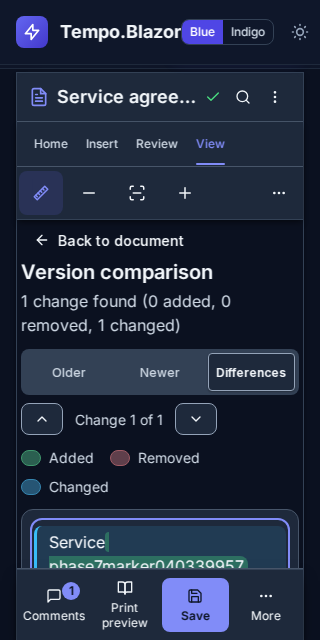 Tempo.Blazor
Blue
Indigo
Service agree...
Home
Insert
Review
View
Back to document
Version comparison
1 change found (0 added, 0
removed, 1 changed)
Older
Newer
Differences
Change 1 of 1
Added
Removed
Changed
Service
phase7marker040339957
Comments
1
Print
preview
Save
More